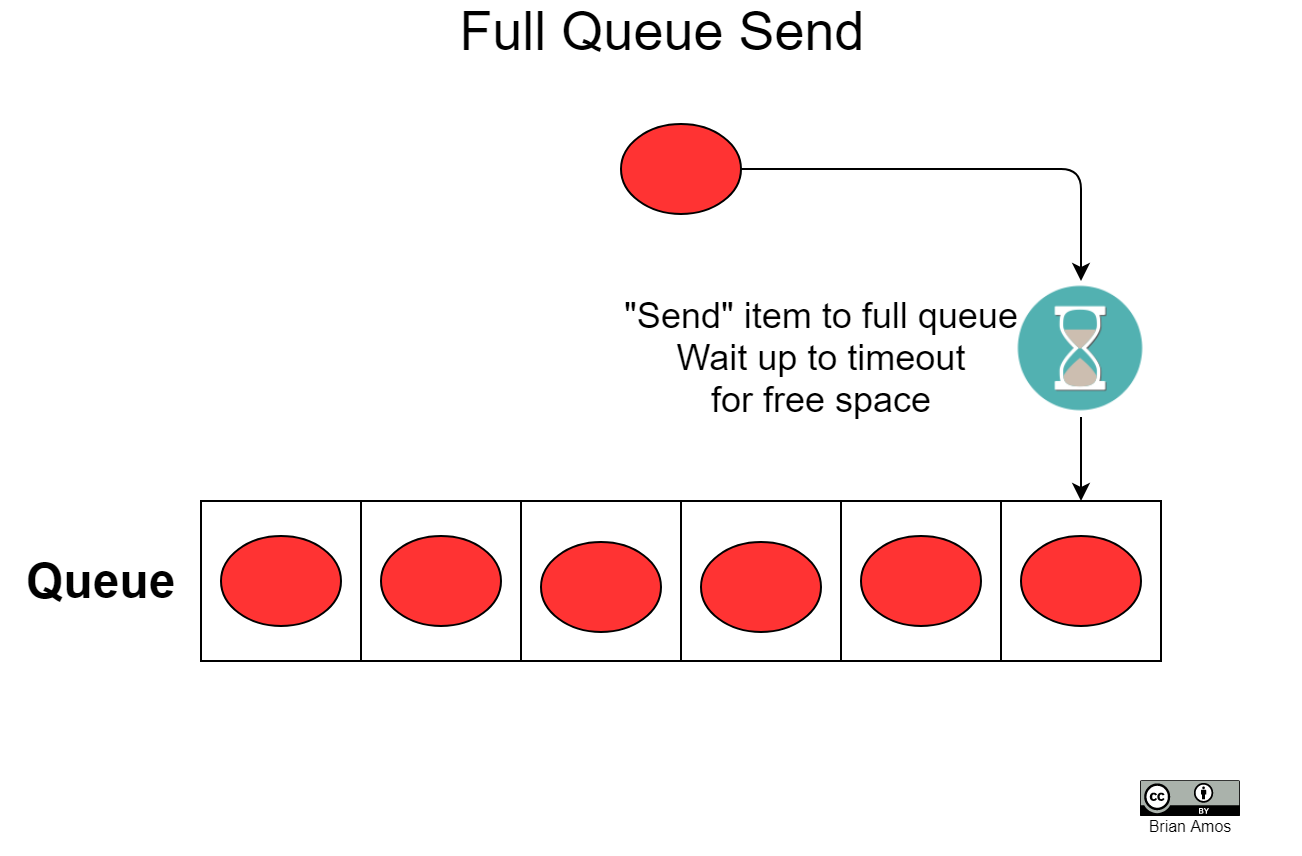 Full Queue Send
"Send" item to full queue
Wait up to timeout
for free space
Queue
cc
BY
Brian Amos